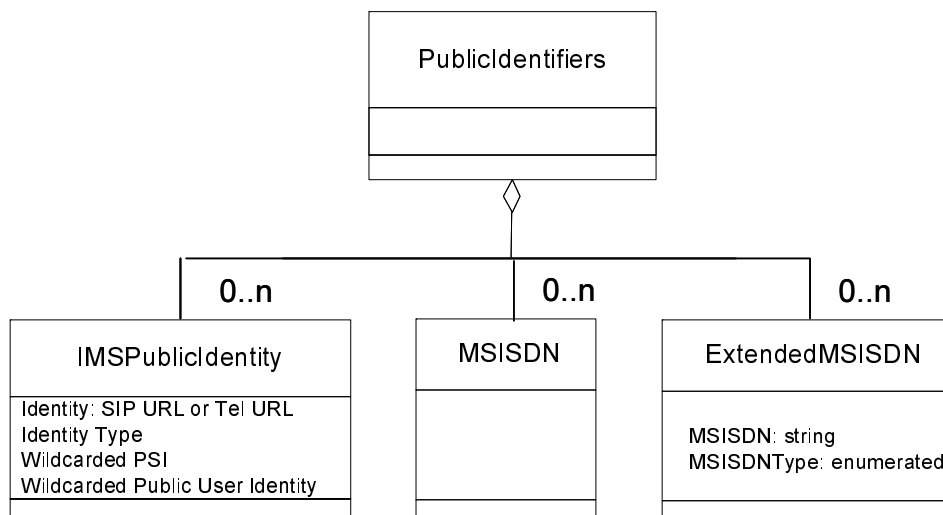 PublicIdentifiers
0..n
0..n
0..n
IMSPublicIdentity
Identity: SIP URL or Tel URL
Identity Type
Wildcarded PSI
Wildcarded Public User Identity
MSISDN
ExtendedMSISDN
MSISDN: string
MSISDNType: enumerated